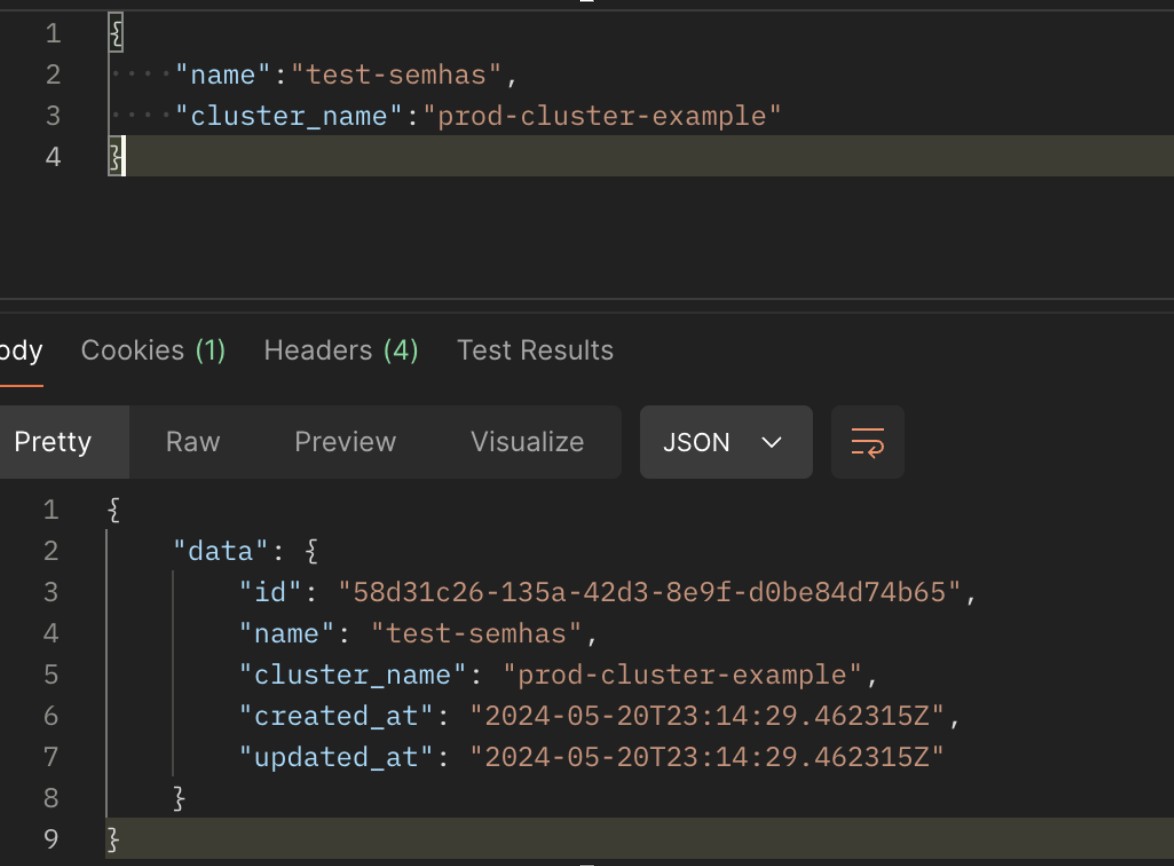 1 {
2 "name":"test-semhas",
3 "cluster_name":"prod-cluster-example"
4 }
ody Cookies (1) Headers (4) Test Results
Pretty Raw Preview Visualize JSON
1 {
2 "data": {
3 "id": "58d31c26-135a-42d3-8e9f-d0be84d74b65",
4 "name": "test-semhas",
5 "cluster_name": "prod-cluster-example",
6 "created_at": "2024-05-20T23:14:29.462315Z",
7 "updated_at": "2024-05-20T23:14:29.462315Z"
8 }
9 }